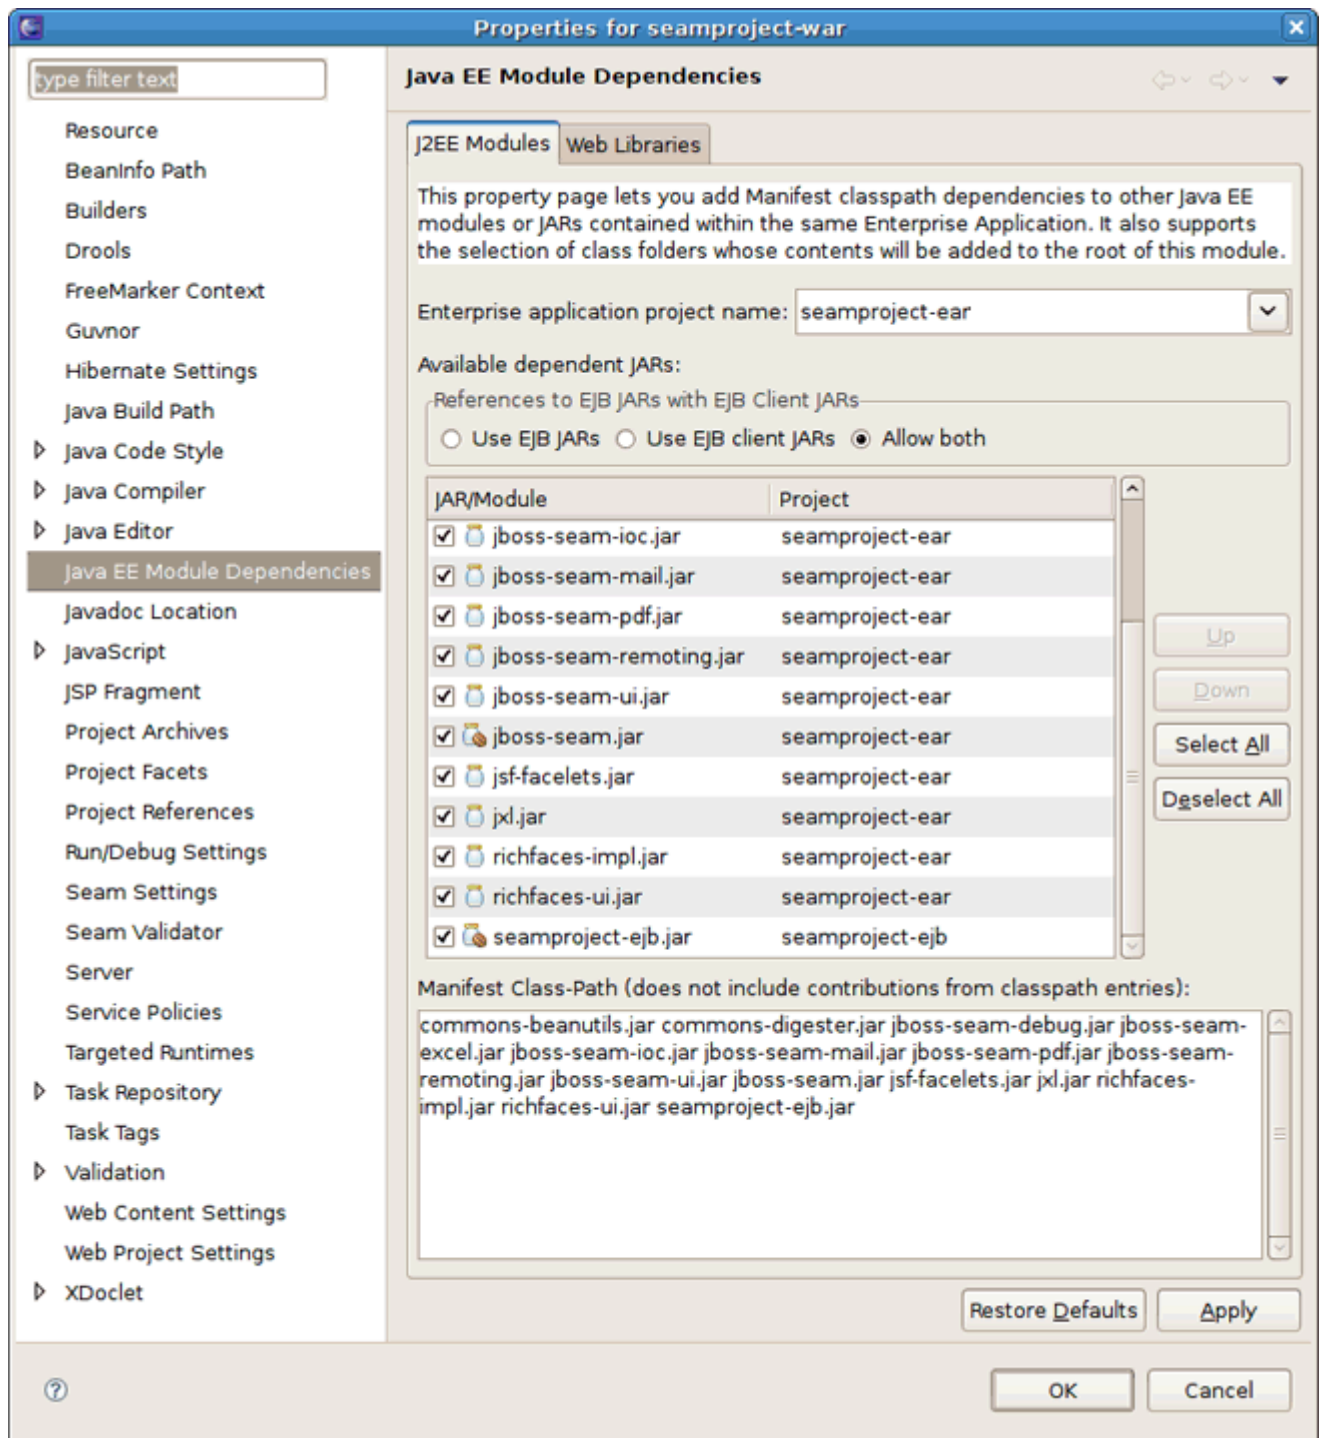 Properties for seamproject-war
type filter text
Resource
BeanInfo Path
Builders
Drools
FreeMarker Context
Guvnor
Hibernate Settings
Java Build Path
Java Code Style
Java Compiler
Java Editor
Java EE Module Dependencies
Javadoc Location
JavaScript
JSP Fragment
Project Archives
Project Facets
Project References
Run/Debug Settings
Seam Settings
Seam Validator
Server
Service Policies
Targeted Runtimes
Task Repository
Task Tags
Validation
Web Content Settings
Web Project Settings
XDoclet
Java EE Module Dependencies
J2EE Modules Web Libraries
This property page lets you add Manifest classpath dependencies to other Java EE
modules or JARs contained within the same Enterprise Application. It also supports
the selection of class folders whose contents will be added to the root of this module.
Enterprise application project name: seamproject-ear
Available dependent JARs:
References to EJB JARs with EJB Client JARs
Use EJB JARs Use EJB client JARs Allow both
JAR/Module Project
jboss-seam-ioc.jar seamproject-ear
jboss-seam-mail.jar seamproject-ear
jboss-seam-pdf.jar seamproject-ear
jboss-seam-remoting.jar seamproject-ear
jboss-seam-ui.jar seamproject-ear
jboss-seam.jar seamproject-ear
jsf-facelets.jar seamproject-ear
jxl.jar seamproject-ear
richfaces-impl.jar seamproject-ear
richfaces-ui.jar seamproject-ear
seamproject-ejb.jar seamproject-ejb
Up
Down
Select All
Deselect All
Manifest Class-Path (does not include contributions from classpath entries):
commons-beanutils.jar commons-digester.jar jboss-seam-debug.jar jboss-seam-
excel.jar jboss-seam-ioc.jar jboss-seam-mail.jar jboss-seam-pdf.jar jboss-seam-
remoting.jar jboss-seam-ui.jar jboss-seam.jar jsf-facelets.jar jxl.jar richfaces-
impl.jar richfaces-ui.jar seamproject-ejb.jar
Restore Defaults Apply
? OK Cancel